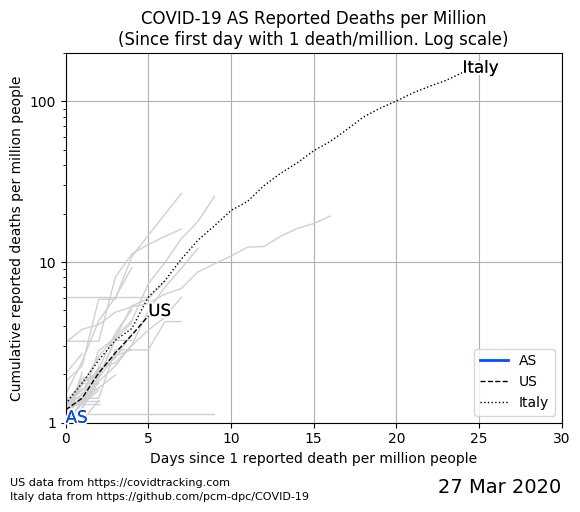 COVID-19 AS Reported Deaths per Million
(Since first day with 1 death/million. Log scale)
Cumulative reported deaths per million people
100
10
1
Italy
US
AS
AS
US
Italy
0 5 10 15 20 25 30
Days since 1 reported death per million people
US data from https://covidtracking.com
Italy data from https://github.com/pcm-dpc/COVID-19
27 Mar 2020